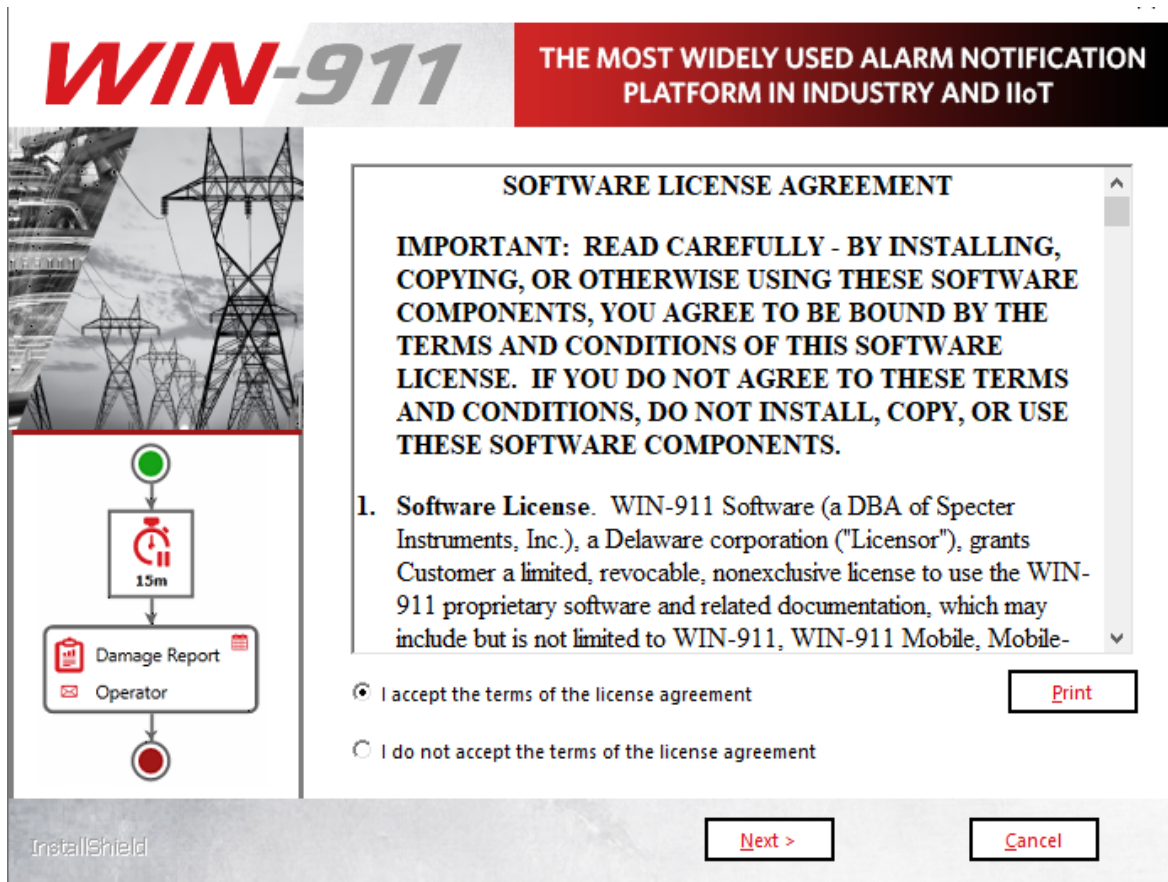 WIN-911
THE MOST WIDELY USED ALARM NOTIFICATION
PLATFORM IN INDUSTRY AND IIoT
SOFTWARE LICENSE AGREEMENT
IMPORTANT: READ CAREFULLY - BY INSTALLING,
COPYING, OR OTHERWISE USING THESE SOFTWARE
COMPONENTS, YOU AGREE TO BE BOUND BY THE
TERMS AND CONDITIONS OF THIS SOFTWARE
LICENSE. IF YOU DO NOT AGREE TO THESE TERMS
AND CONDITIONS, DO NOT INSTALL, COPY, OR USE
THESE SOFTWARE COMPONENTS.
1. Software License. WIN-911 Software (a DBA of Specter
Instruments, Inc.), a Delaware corporation ("Licensor"), grants
Customer a limited, revocable, nonexclusive license to use the WIN-
911 proprietary software and related documentation, which may
include but is not limited to WIN-911, WIN-911 Mobile, Mobile-
15m
Damage Report
Operator
I accept the terms of the license agreement
Print
I do not accept the terms of the license agreement
InstallShield
Next >
Cancel